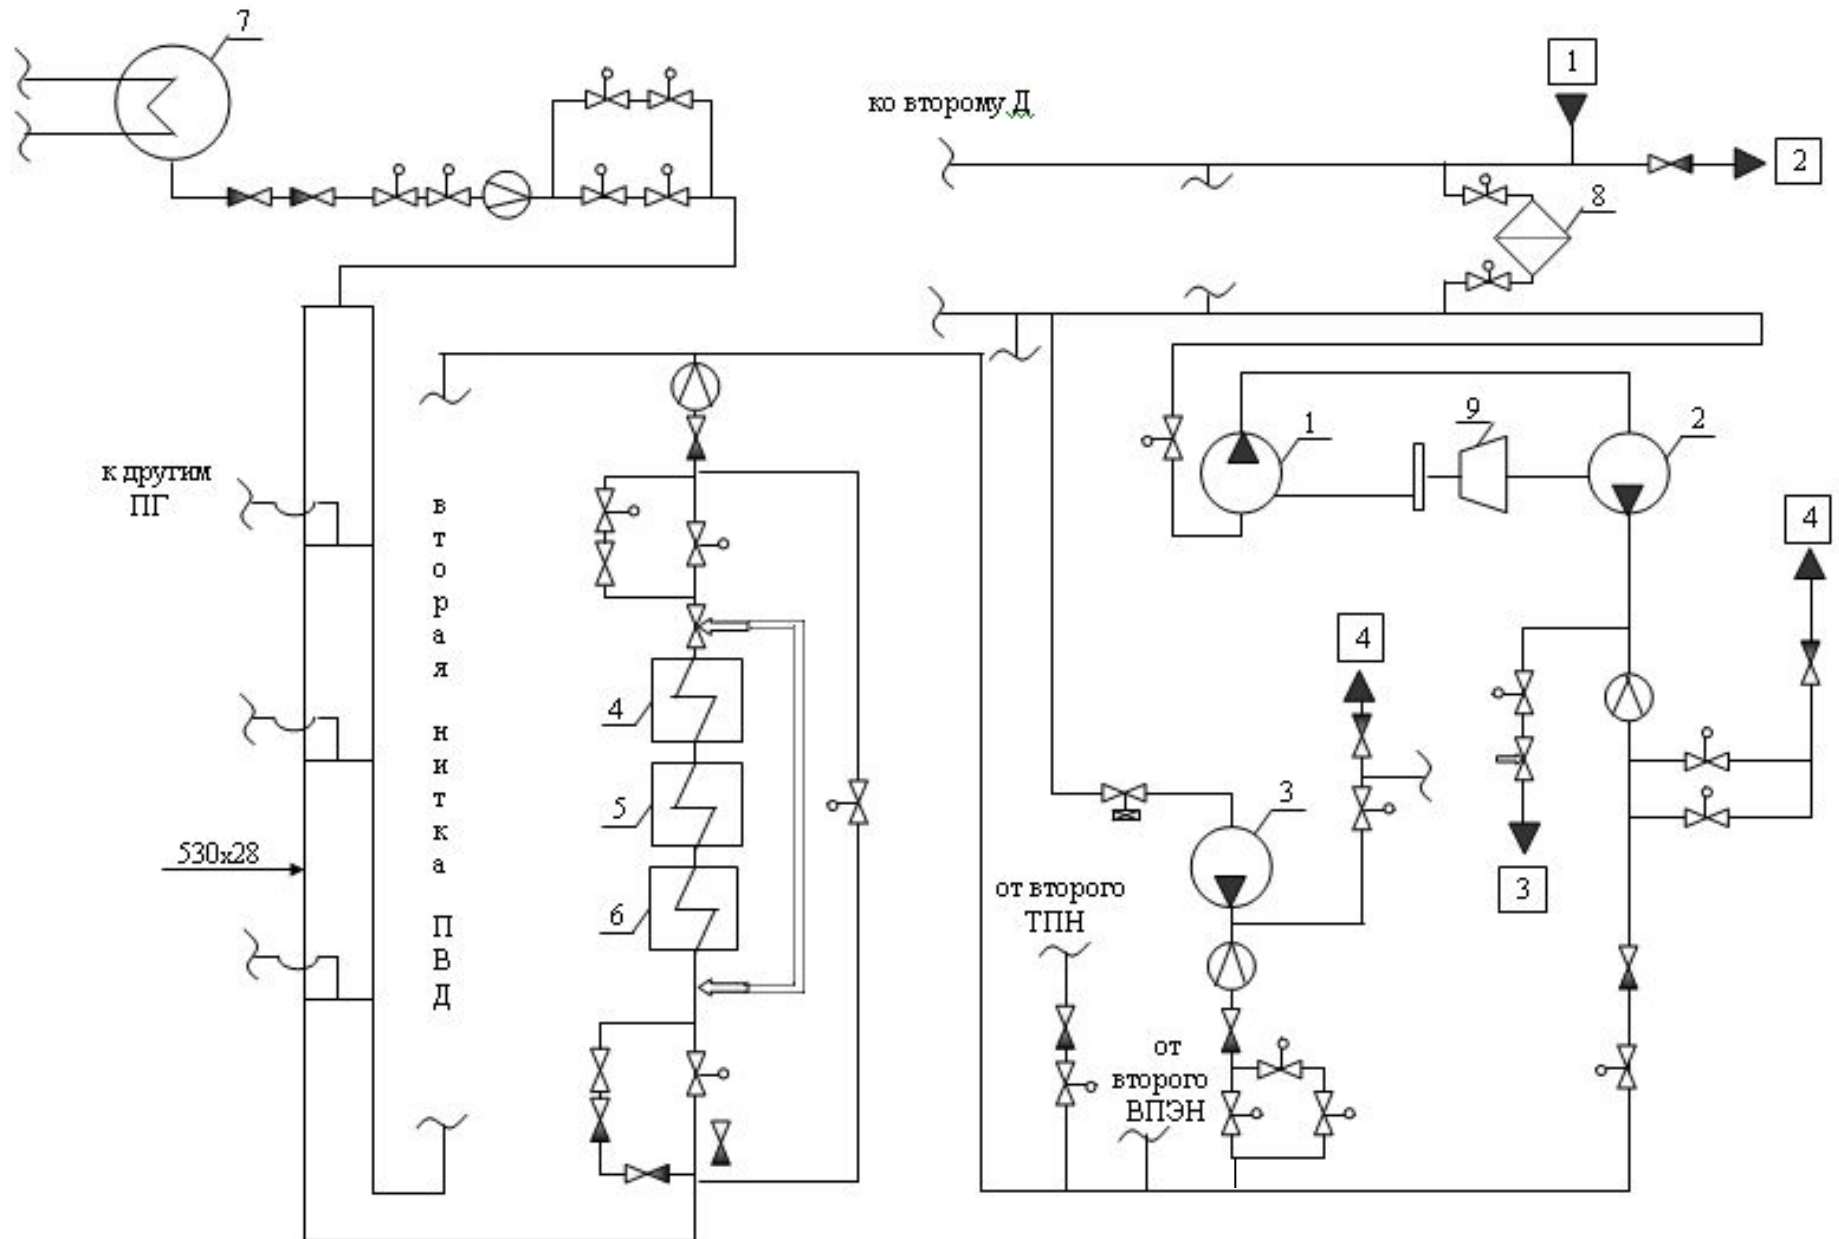 7
1
ко второму Д
2
8
9
1
2
к другим
ПГ
4
4
вторая нитка ПВД
4
5
3
530х28
6
от второго
ТПН
3
от
второго
ВПЭН